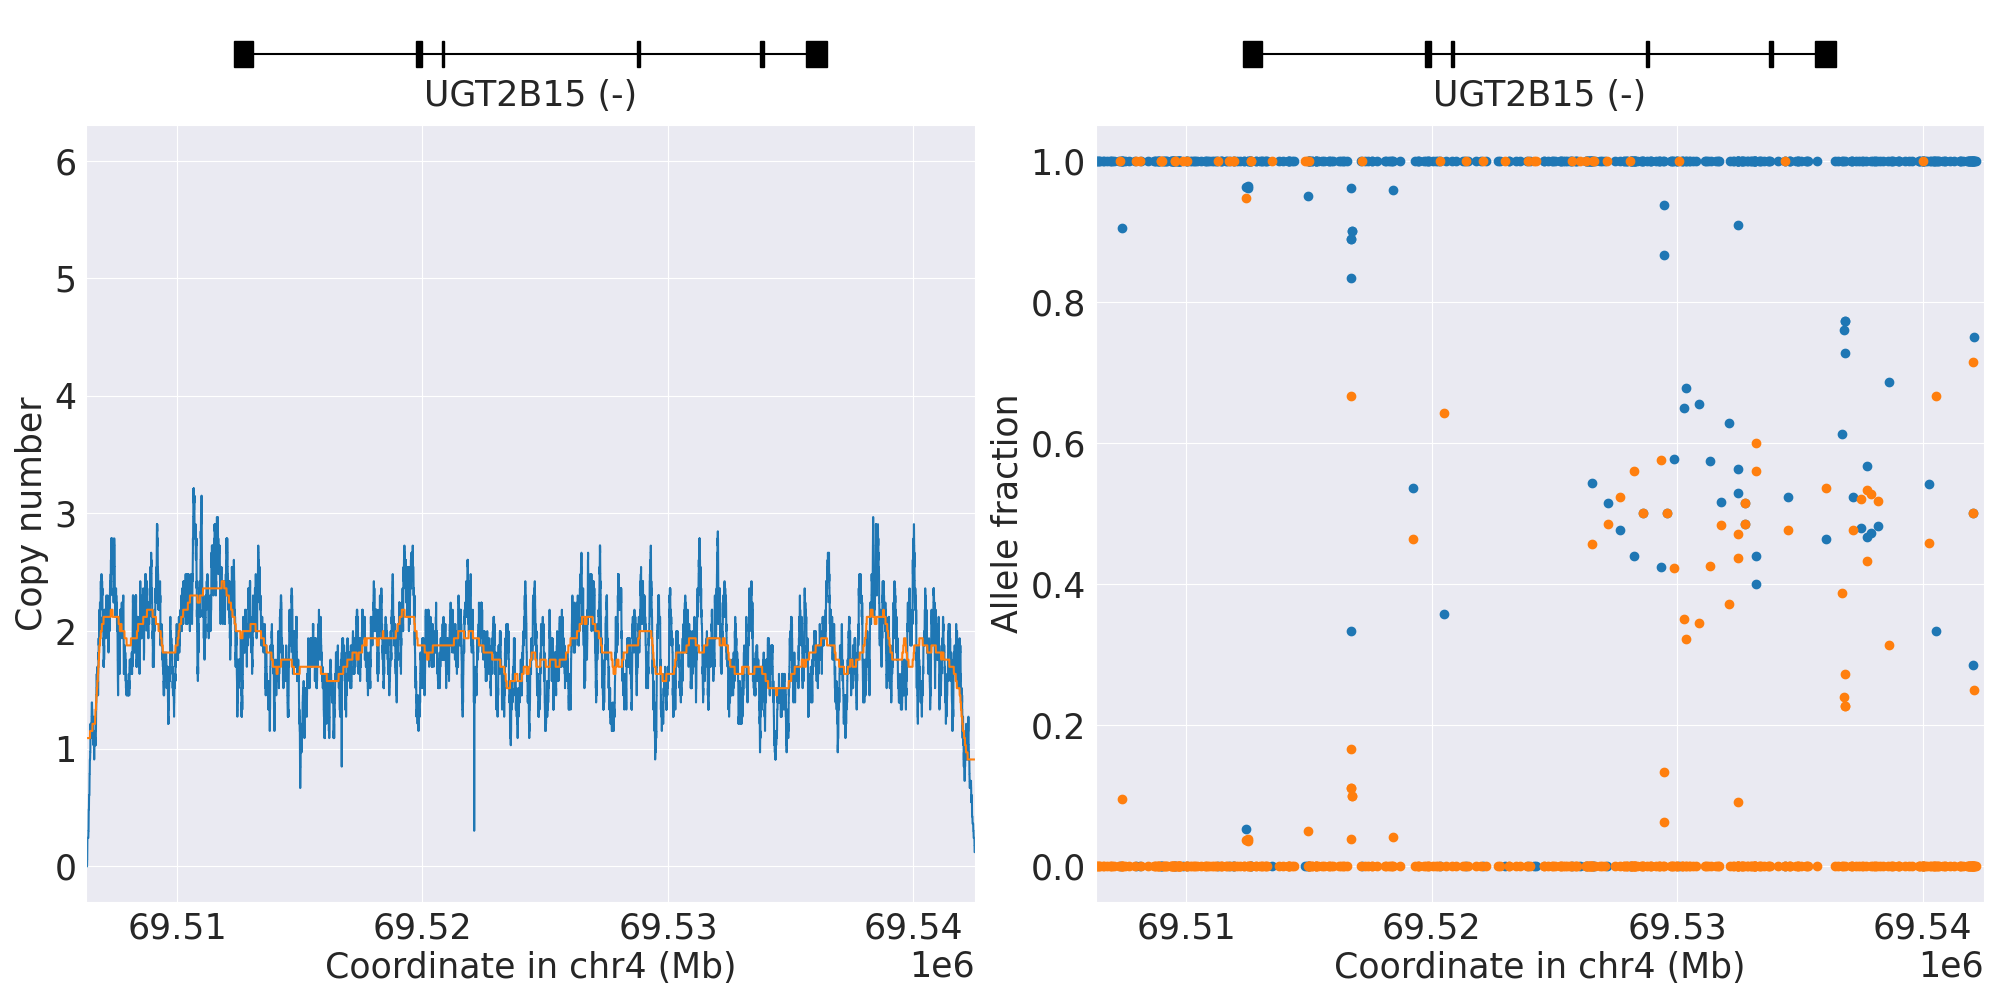 UGT2B15 (-)
UGT2B15 (-)
Copy number
6
5
4
3
2
1
0
69.51
69.52
69.53
69.54
Coordinate in chr4 (Mb)
1e6
Allele fraction
1.0
0.8
0.6
0.4
0.2
0.0
69.51
69.52
69.53
69.54
Coordinate in chr4 (Mb)
1e6